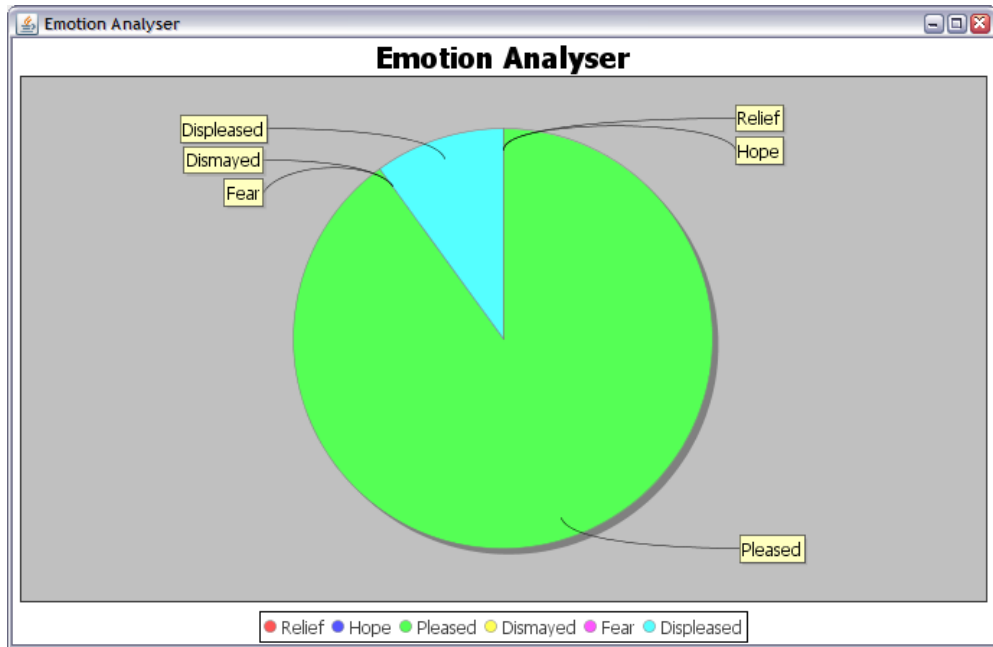 Emotion Analyser
Emotion Analyser
Displeased
Relief
Dismayed
Hope
Fear
Pleased
Relief Hope Pleased Dismayed Fear Displeased